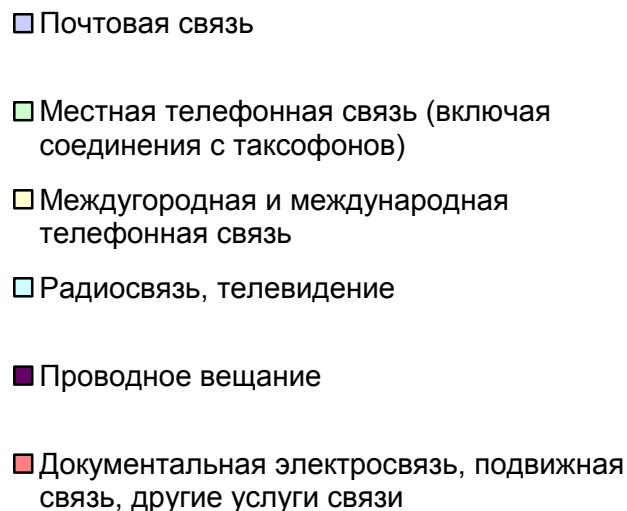 Почтовая связь
Местная телефонная связь (включая
соединения с таксофонов)
Междугородная и международная
телефонная связь
Радиосвязь, телевидение
Проводное вещание
Документальная электросвязь, подвижная
связь, другие услуги связи